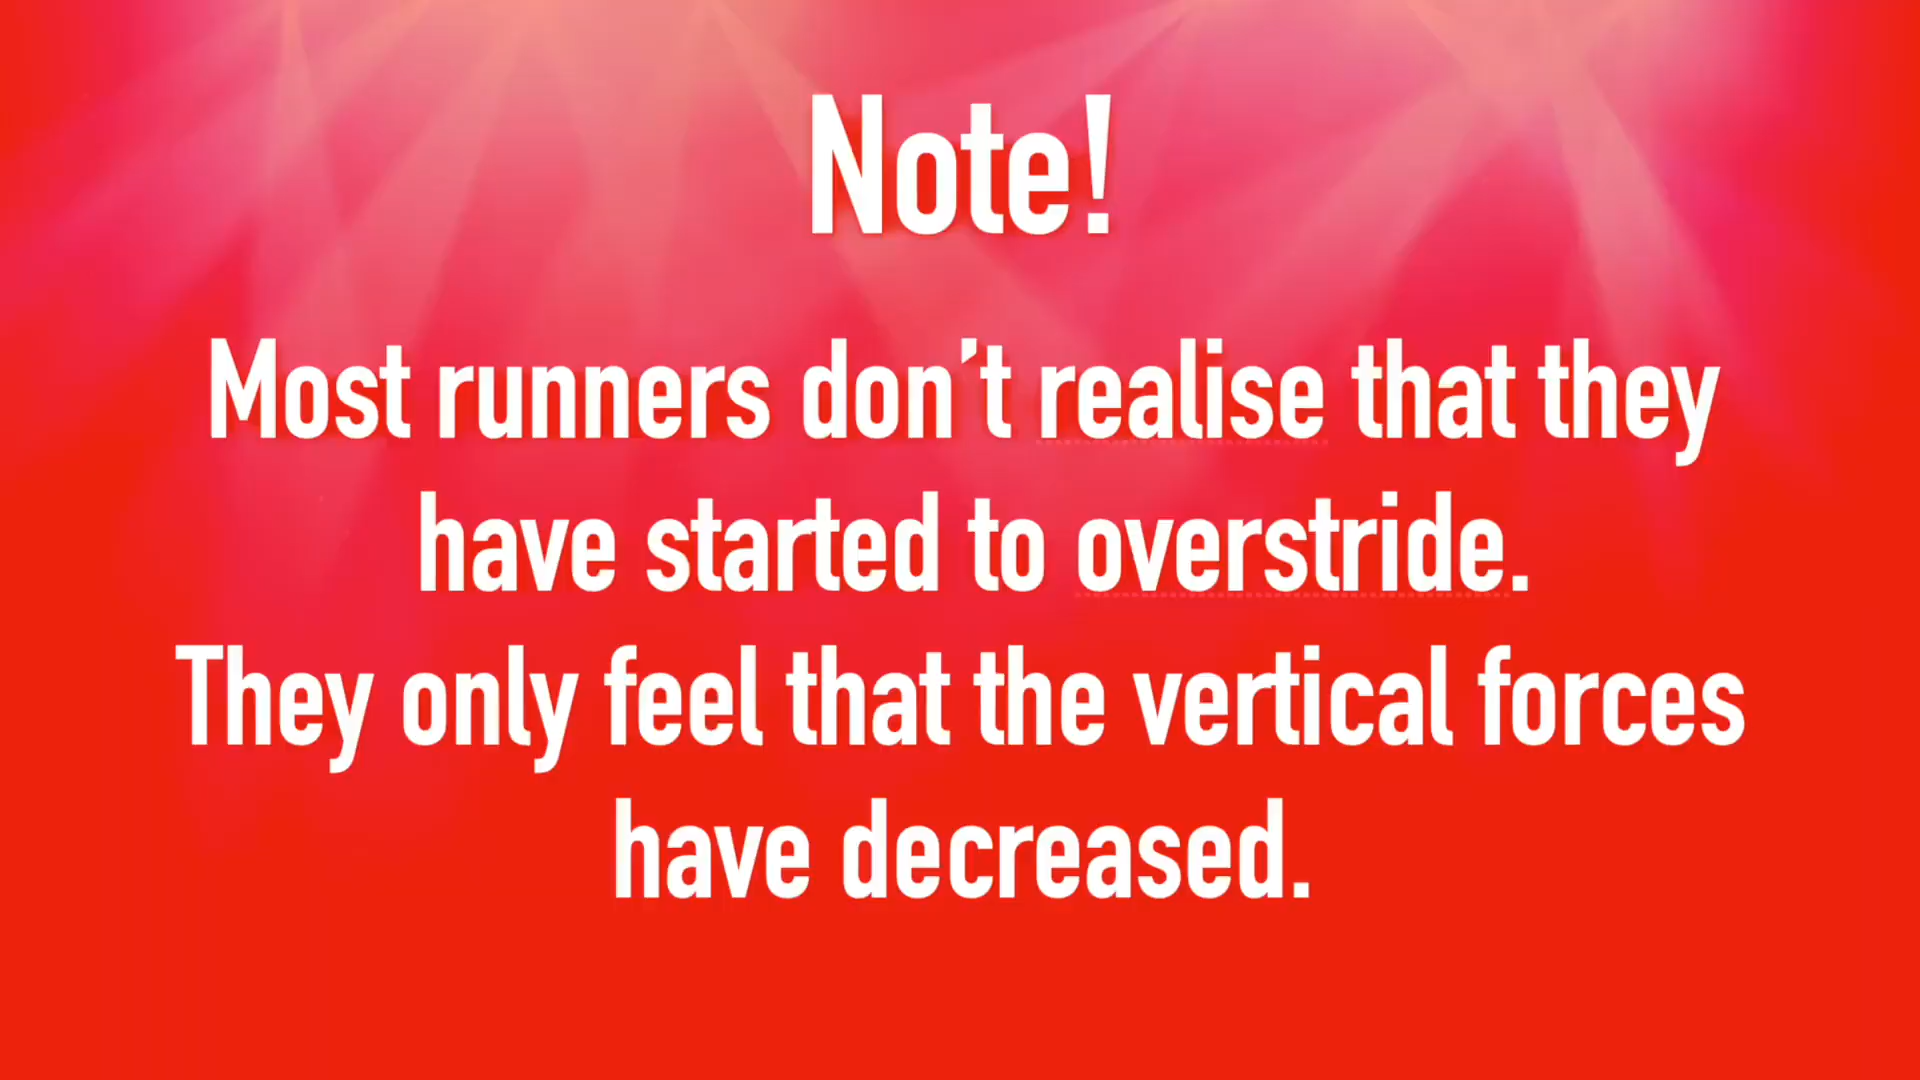 Note!
Most runners don’t realise that they
have started to overstride.
They only feel that the vertical forces
have decreased.